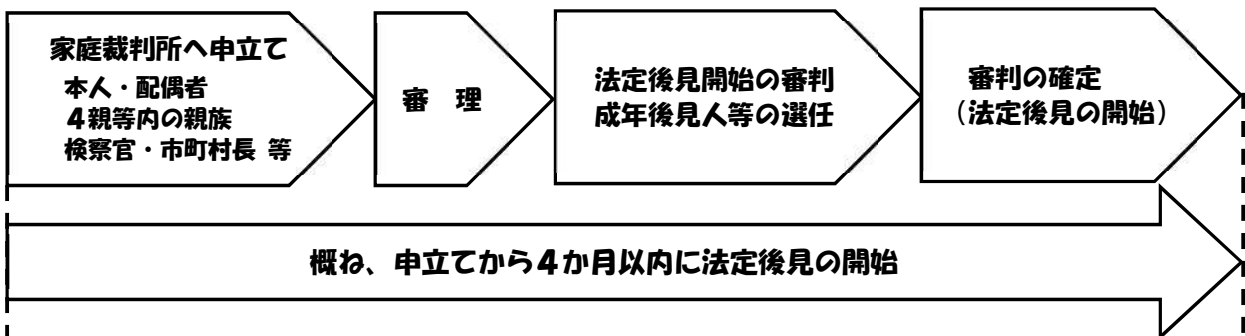 家庭裁判所へ申立て
本人・配偶者
4親等内の親族
検察官・市町村長 等
審 理
法定後見開始の審判
成年後見人等の選任
審判の確定
(法定後見の開始)
概ね、申立てから4か月以内に法定後見の開始